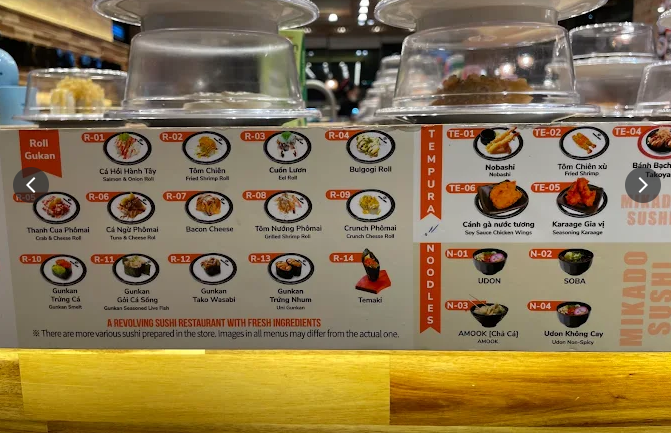 Roll
Gukan
R-01
Cá Hồi Hành Tây
Salmon & Onion Roll
R-02
Tôm Chiên
Fried Shrimp Roll
R-03
Cuốn Lươn
Eel Roll
R-04
Bulgogi Roll
R-05
Thanh Cua Phômai
Crab & Cheese Roll
R-06
Cá Ngừ Phômai
Tuna & Cheese Rol
R-07
Bacon Cheese
R-08
Tôm Nướng Phômai
Grilled Shrimp Roll
R-09
Crunch Phômai
Crunch Cheese Roll
R-10
Gunkan
Trứng Cá
Gunkan Smelt
R-11
Gunkan
Gỏi Cá Sống
Gunkan Seasoned Live Fish
R-12
Gunkan
Tako Wasabi
R-13
Gunkan
Trứng Nhum
Uni Gunkan
R-14
Temaki
A REVOLVING SUSHI RESTAURANT WITH FRESH INGREDIENTS
※ There are more various sushi prepared in the store. Images in all menus may differ from the actual one.
TEMPURA
TE-01
Nobashi
Nobashi
TE-02
Tôm Chiên xù
Fried Shrimp
TE-04
Bánh Bạch
Takoya
TE-06
Cánh gà nước tương
Soy Sauce Chicken Wings
TE-05
Karaage Gia vị
Seasoning Karaage
NOODLES
N-01
UDON
N-02
SOBA
N-03
AMOOK (Chả Cá)
AMOOK
N-04
Udon Không Cay
Udon Non-Spicy
SUSHI
MIKADO
SUSHI